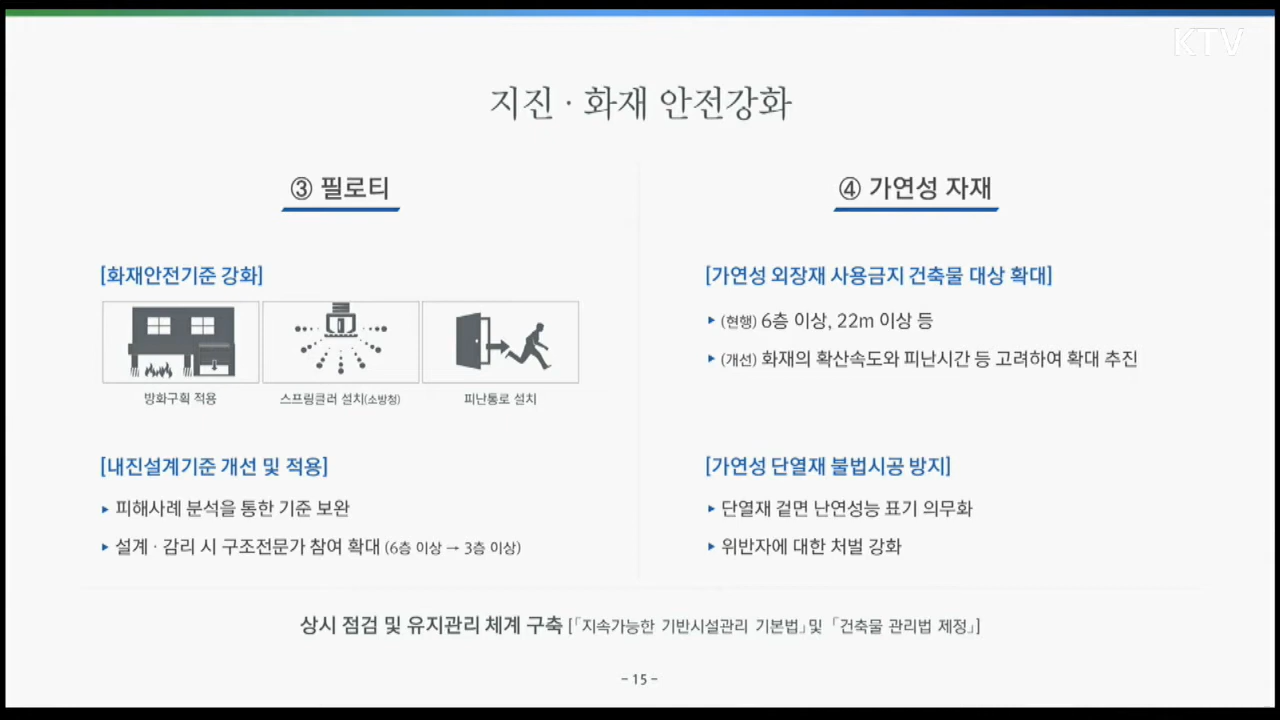 KTV
지진 · 화재 안전강화
③ 필로티
[화재안전기준 강화]
방화구획 적용
스프링클러 설치(소방청)
피난통로 설치
[내진설계기준 개선 및 적용]
▸ 피해사례 분석을 통한 기준 보완
▸ 설계 · 감리 시 구조전문가 참여 확대 (6층 이상 → 3층 이상)
④ 가연성 자재
[가연성 외장재 사용금지 건축물 대상 확대]
▸ (현행) 6층 이상, 22m 이상 등
▸ (개선) 화재의 확산속도와 피난시간 등 고려하여 확대 추진
[가연성 단열재 불법시공 방지]
▸ 단열재 겉면 난연성능 표기 의무화
▸ 위반자에 대한 처벌 강화
상시 점검 및 유지관리 체계 구축 [「지속가능한 기반시설관리 기본법」 및 「건축물 관리법 제정」]
- 15 -